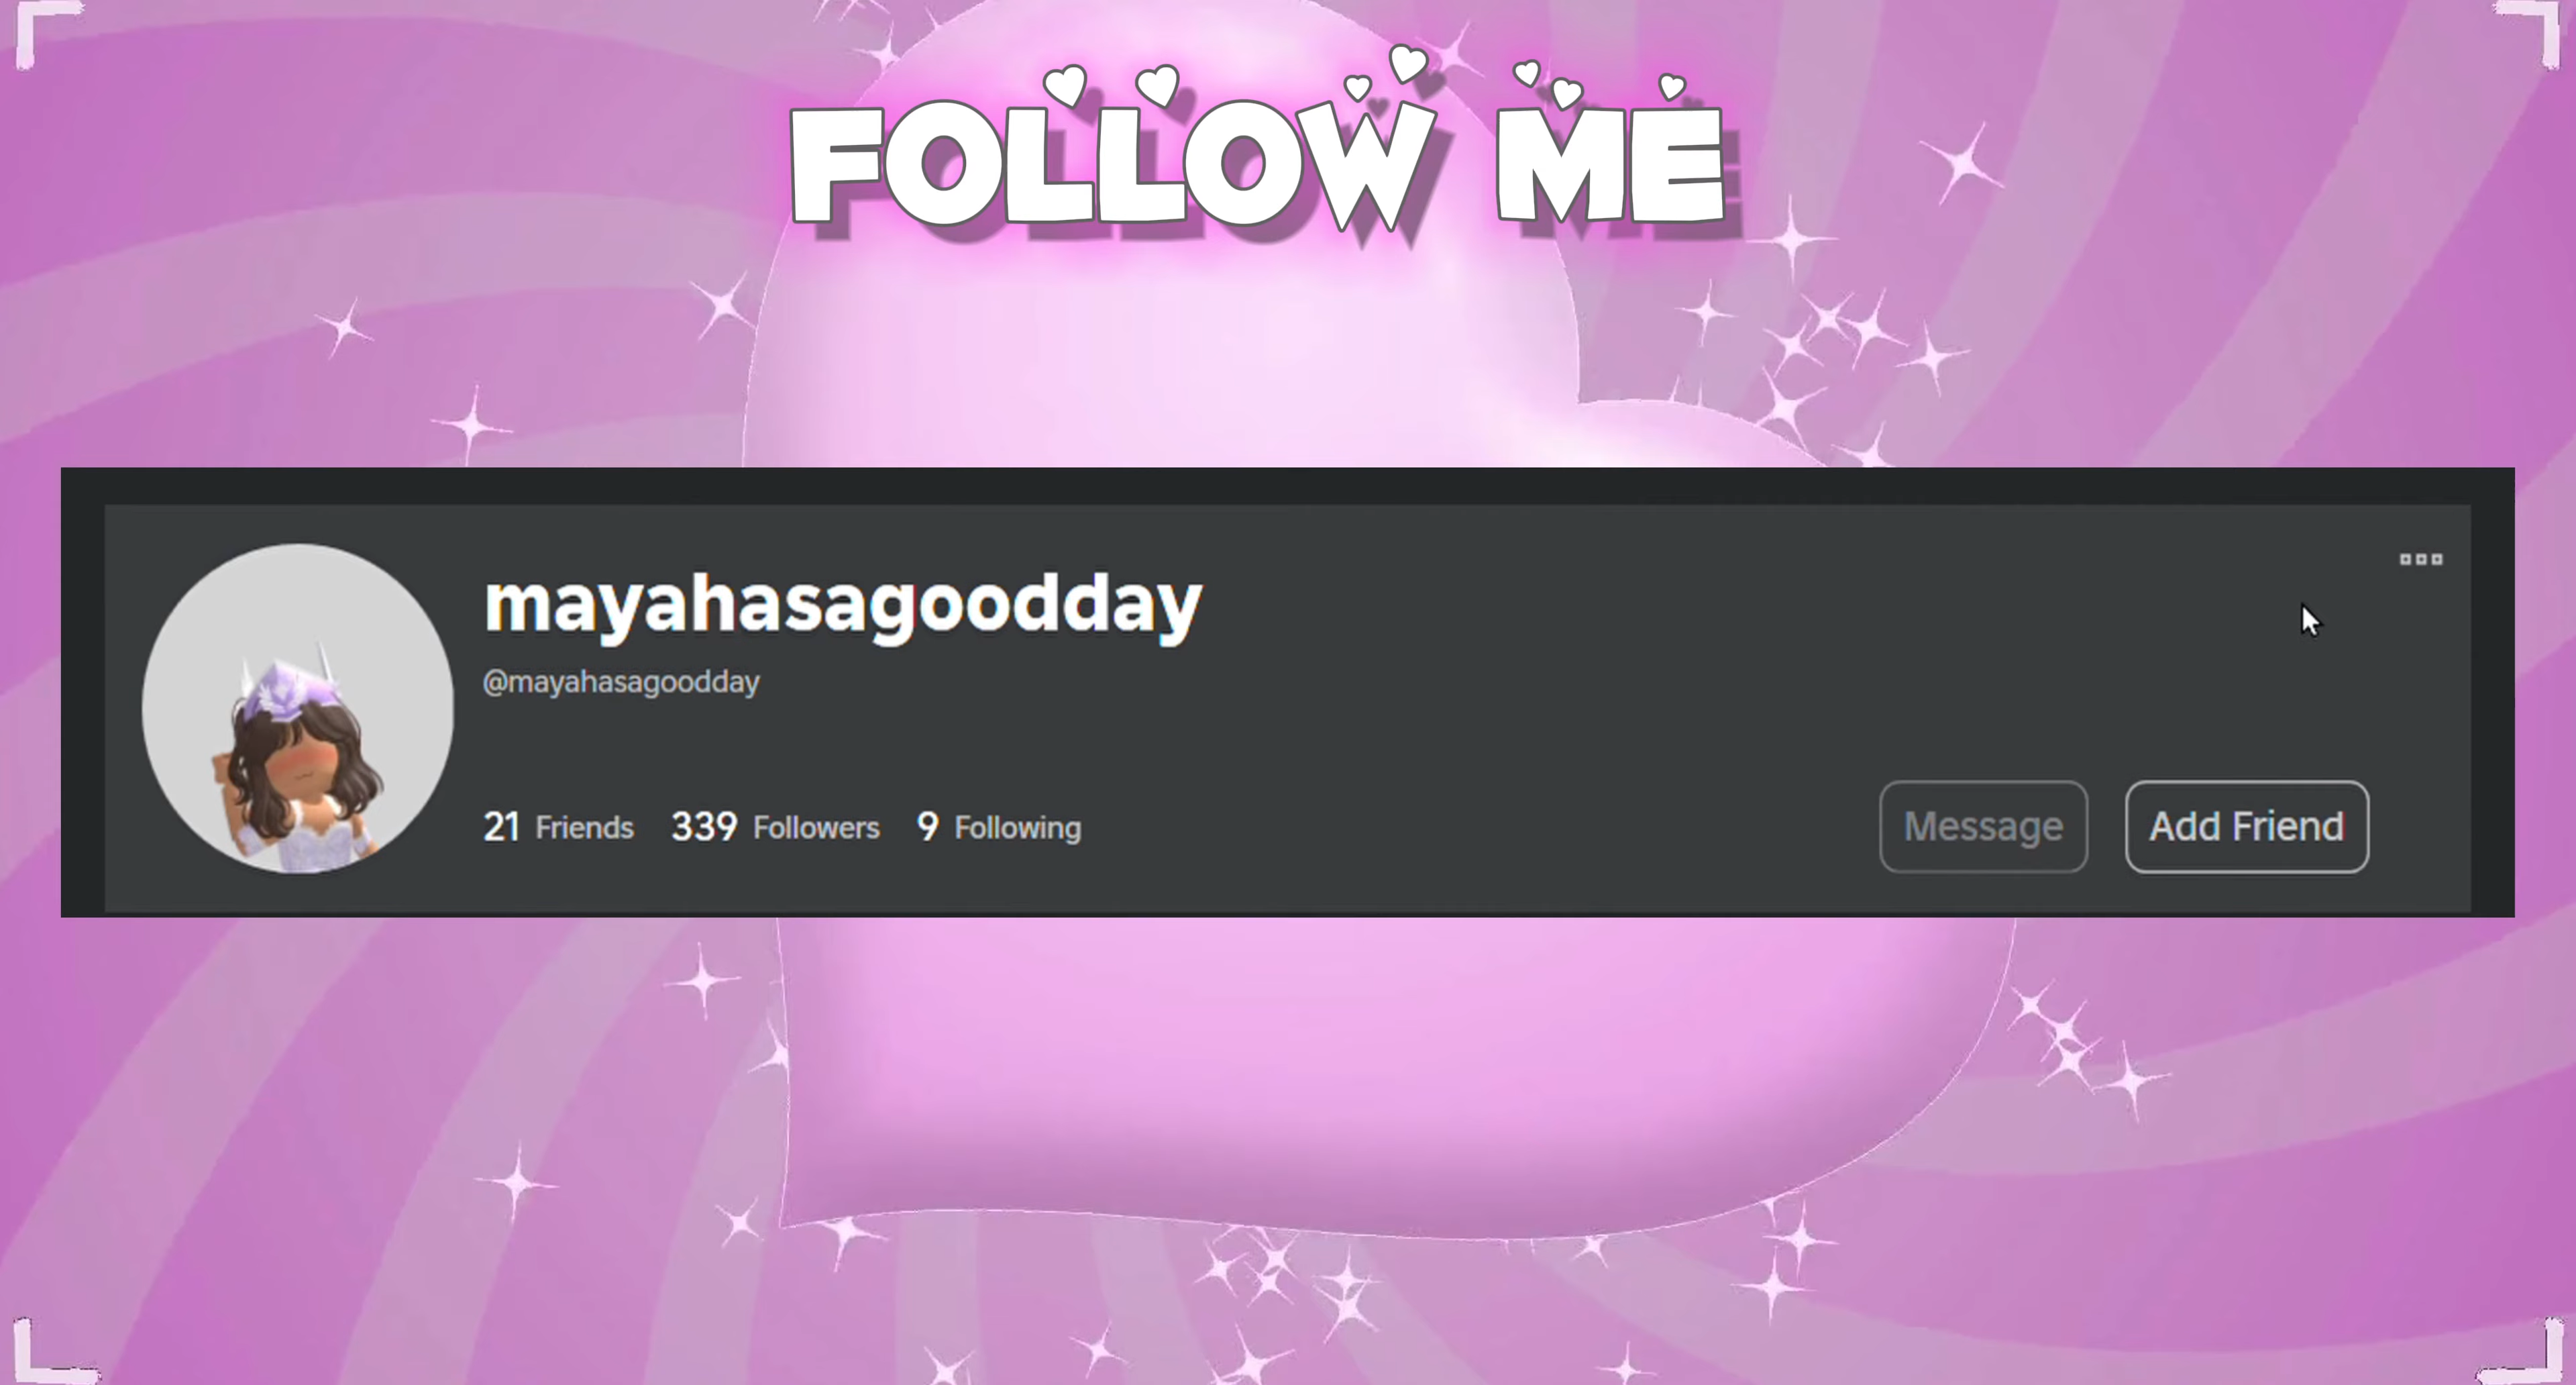 FOLLOW ME
mayahasagoodday
@mayahasagoodday
21 Friends 339 Followers 9 Following
Message Add Friend